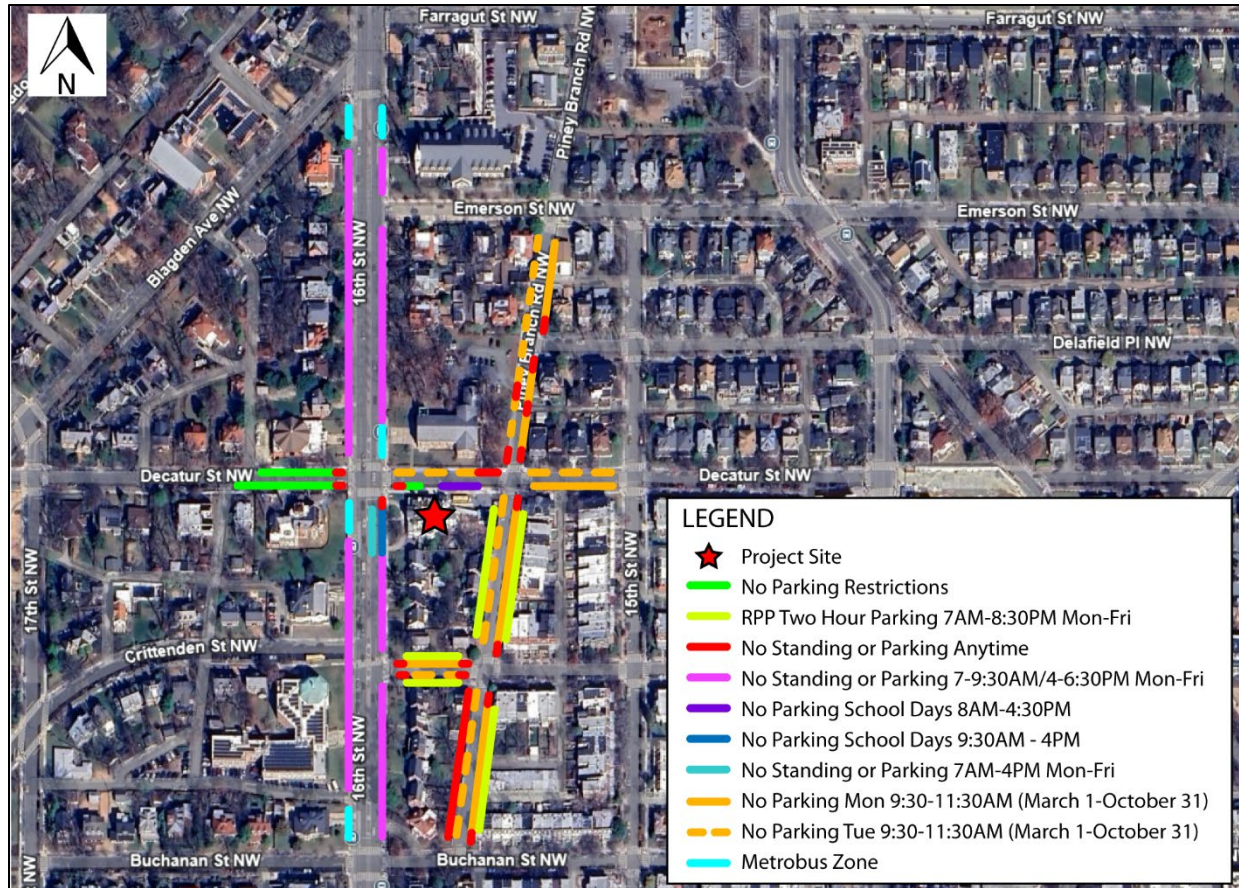 Farragut St NW
Farragut St NW
N
Piney Branch Rd NW
Blagden Ave NW
16th St NW
Emerson St NW
Emerson St NW
Branch Rd NW
Delafield Pl NW
Decatur St NW
Decatur St NW
LEGEND
Project Site
No Parking Restrictions
RPP Two Hour Parking 7AM-8:30PM Mon-Fri
No Standing or Parking Anytime
No Standing or Parking 7-9:30AM/4-6:30PM Mon-Fri
No Parking School Days 8AM-4:30PM
No Parking School Days 9:30AM - 4PM
No Standing or Parking 7AM-4PM Mon-Fri
No Parking Mon 9:30-11:30AM (March 1-October 31)
No Parking Tue 9:30-11:30AM (March 1-October 31)
Metrobus Zone
17th St NW
15th St NW
Crittenden St NW
16th St NW
NW
Buchanan St NW
Buchanan St NW